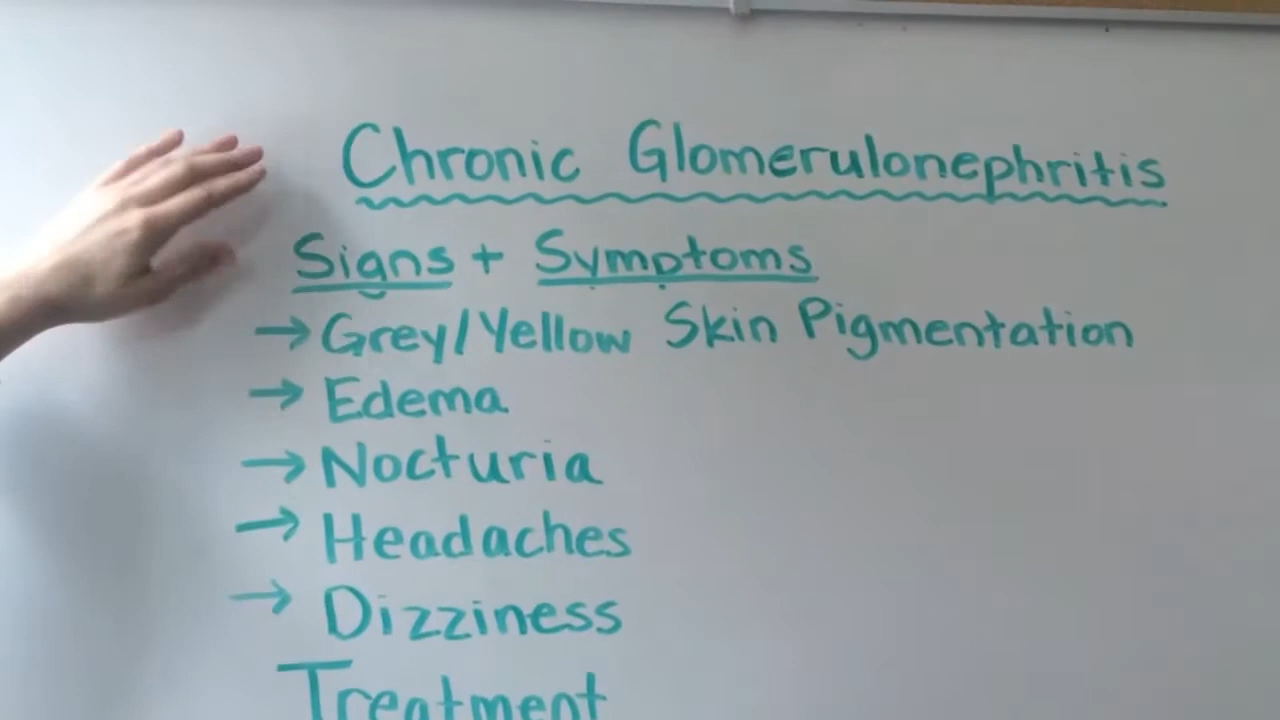 Chronic Glomerulonephritis
Signs + Symptoms
→ Grey/Yellow Skin Pigmentation
→ Edema
→ Nocturia
→ Headaches
→ Dizziness
Treatment